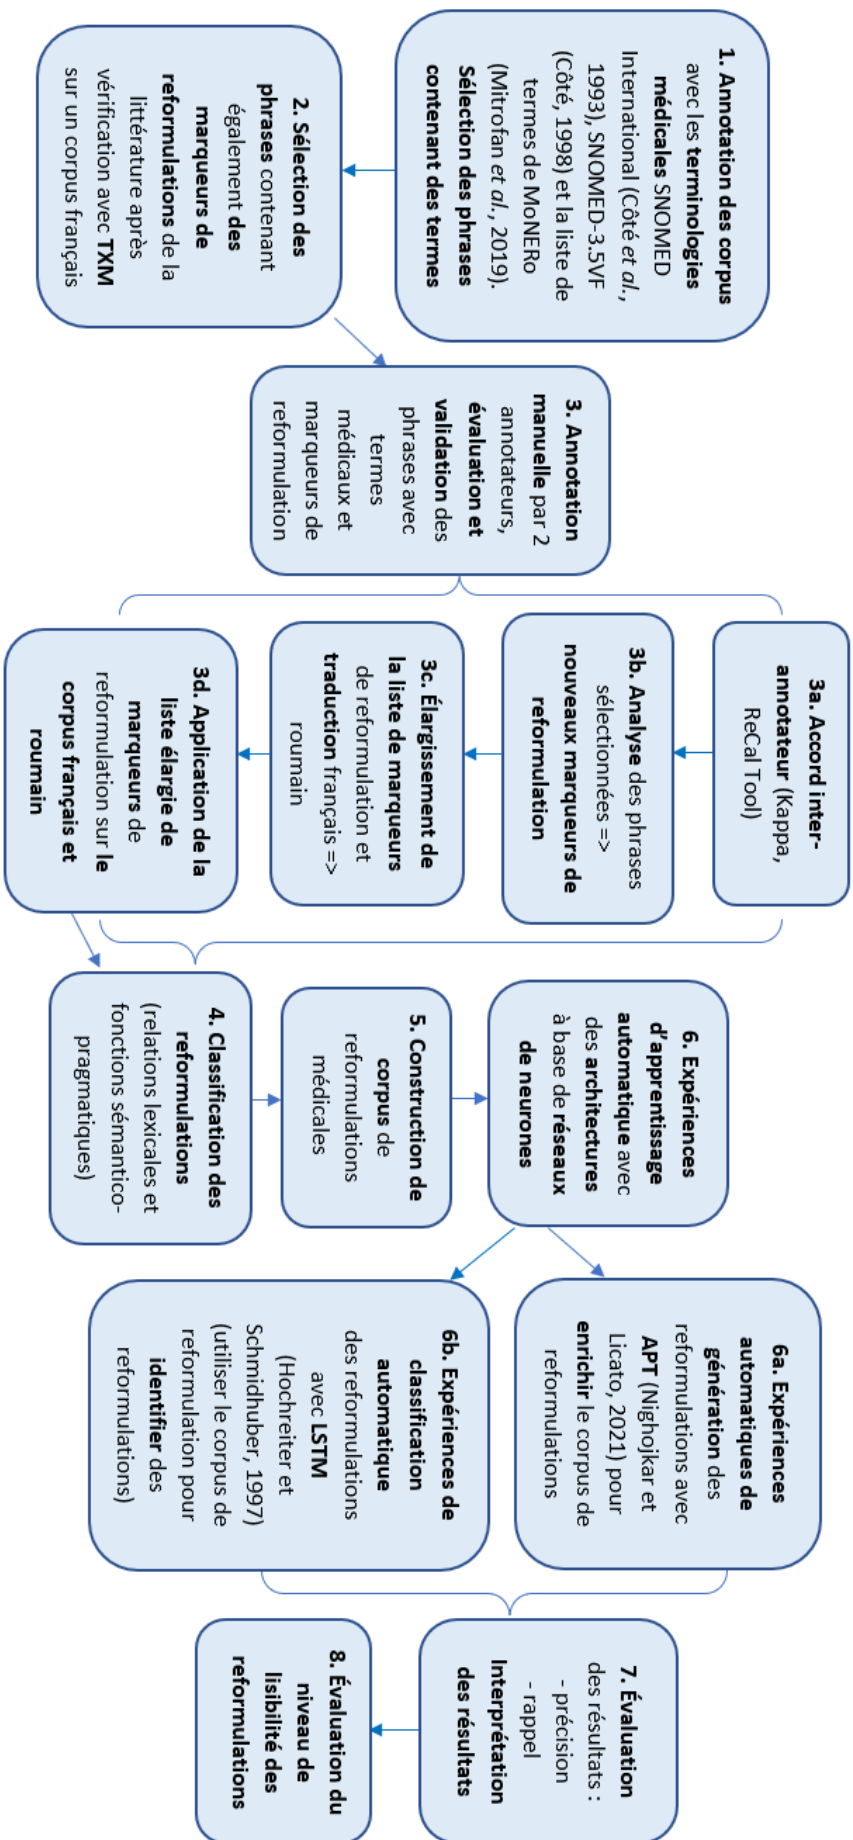 1. Annotation des corpus
avec les terminologies
médicales SNOMED
International (Côté et al.,
1993), SNOMED-3.5VF
(Côté, 1998) et la liste de
termes de MoNERo
(Mitrofan et al., 2019).
Sélection des phrases
contenant des termes
2. Sélection des
phrases contenant
également des
marqueurs de
reformulations de la
littérature après
vérification avec TXM
sur un corpus français
3. Annotation
manuelle par 2
annotateurs,
évaluation et
validation des
phrases avec
termes
médicaux et
marqueurs de
reformulation
3a. Accord inter-
annotateur (Kappa,
ReCal Tool)
3b. Analyse des phrases
sélectionnées =>
nouveaux marqueurs de
reformulation
3c. Élargissement de
la liste de marqueurs
de reformulation et
traduction français =>
roumain
3d. Application de la
liste élargie de
marqueurs de
reformulation sur le
corpus français et
roumain
4. Classification des
reformulations
(relations lexicales et
fonctions sémantico-
pragmatiques)
5. Construction de
corpus de
reformulations
médicales
6. Expériences
d'apprentissage
automatique avec
des architectures
à base de réseaux
de neurones
6a. Expériences
automatiques de
génération des
reformulations avec
APT (Nighojkar et
Licato, 2021) pour
enrichir le corpus de
reformulations
6b. Expériences de
classification
automatique
des reformulations
avec LSTM
(Hochreiter et
Schmidhuber, 1997)
(utiliser le corpus de
reformulation pour
identifier des
reformulations)
7. Évaluation
des résultats :
- précision
- rappel
Interprétation
des résultats
8. Évaluation du
niveau de
lisibilité des
reformulations